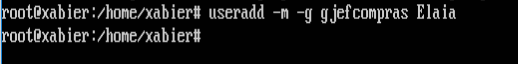 root@xabier:/home/xabier# useradd -m -g gjefcompras Elaia
root@xabier:/home/xabier#